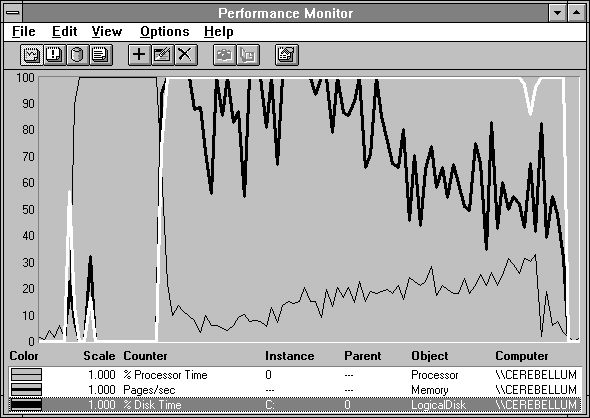 Performance Monitor
File Edit View Options Help
100
90
80
70
60
50
40
30
20
10
0
Color Scale Counter Instance Parent Object Computer
1.000 % Processor Time 0 --- Processor \\CEREBELLUM
1.000 Pages/sec --- --- Memory \\CEREBELLUM
1.000 % Disk Time C: 0 LogicalDisk \\CEREBELLUM